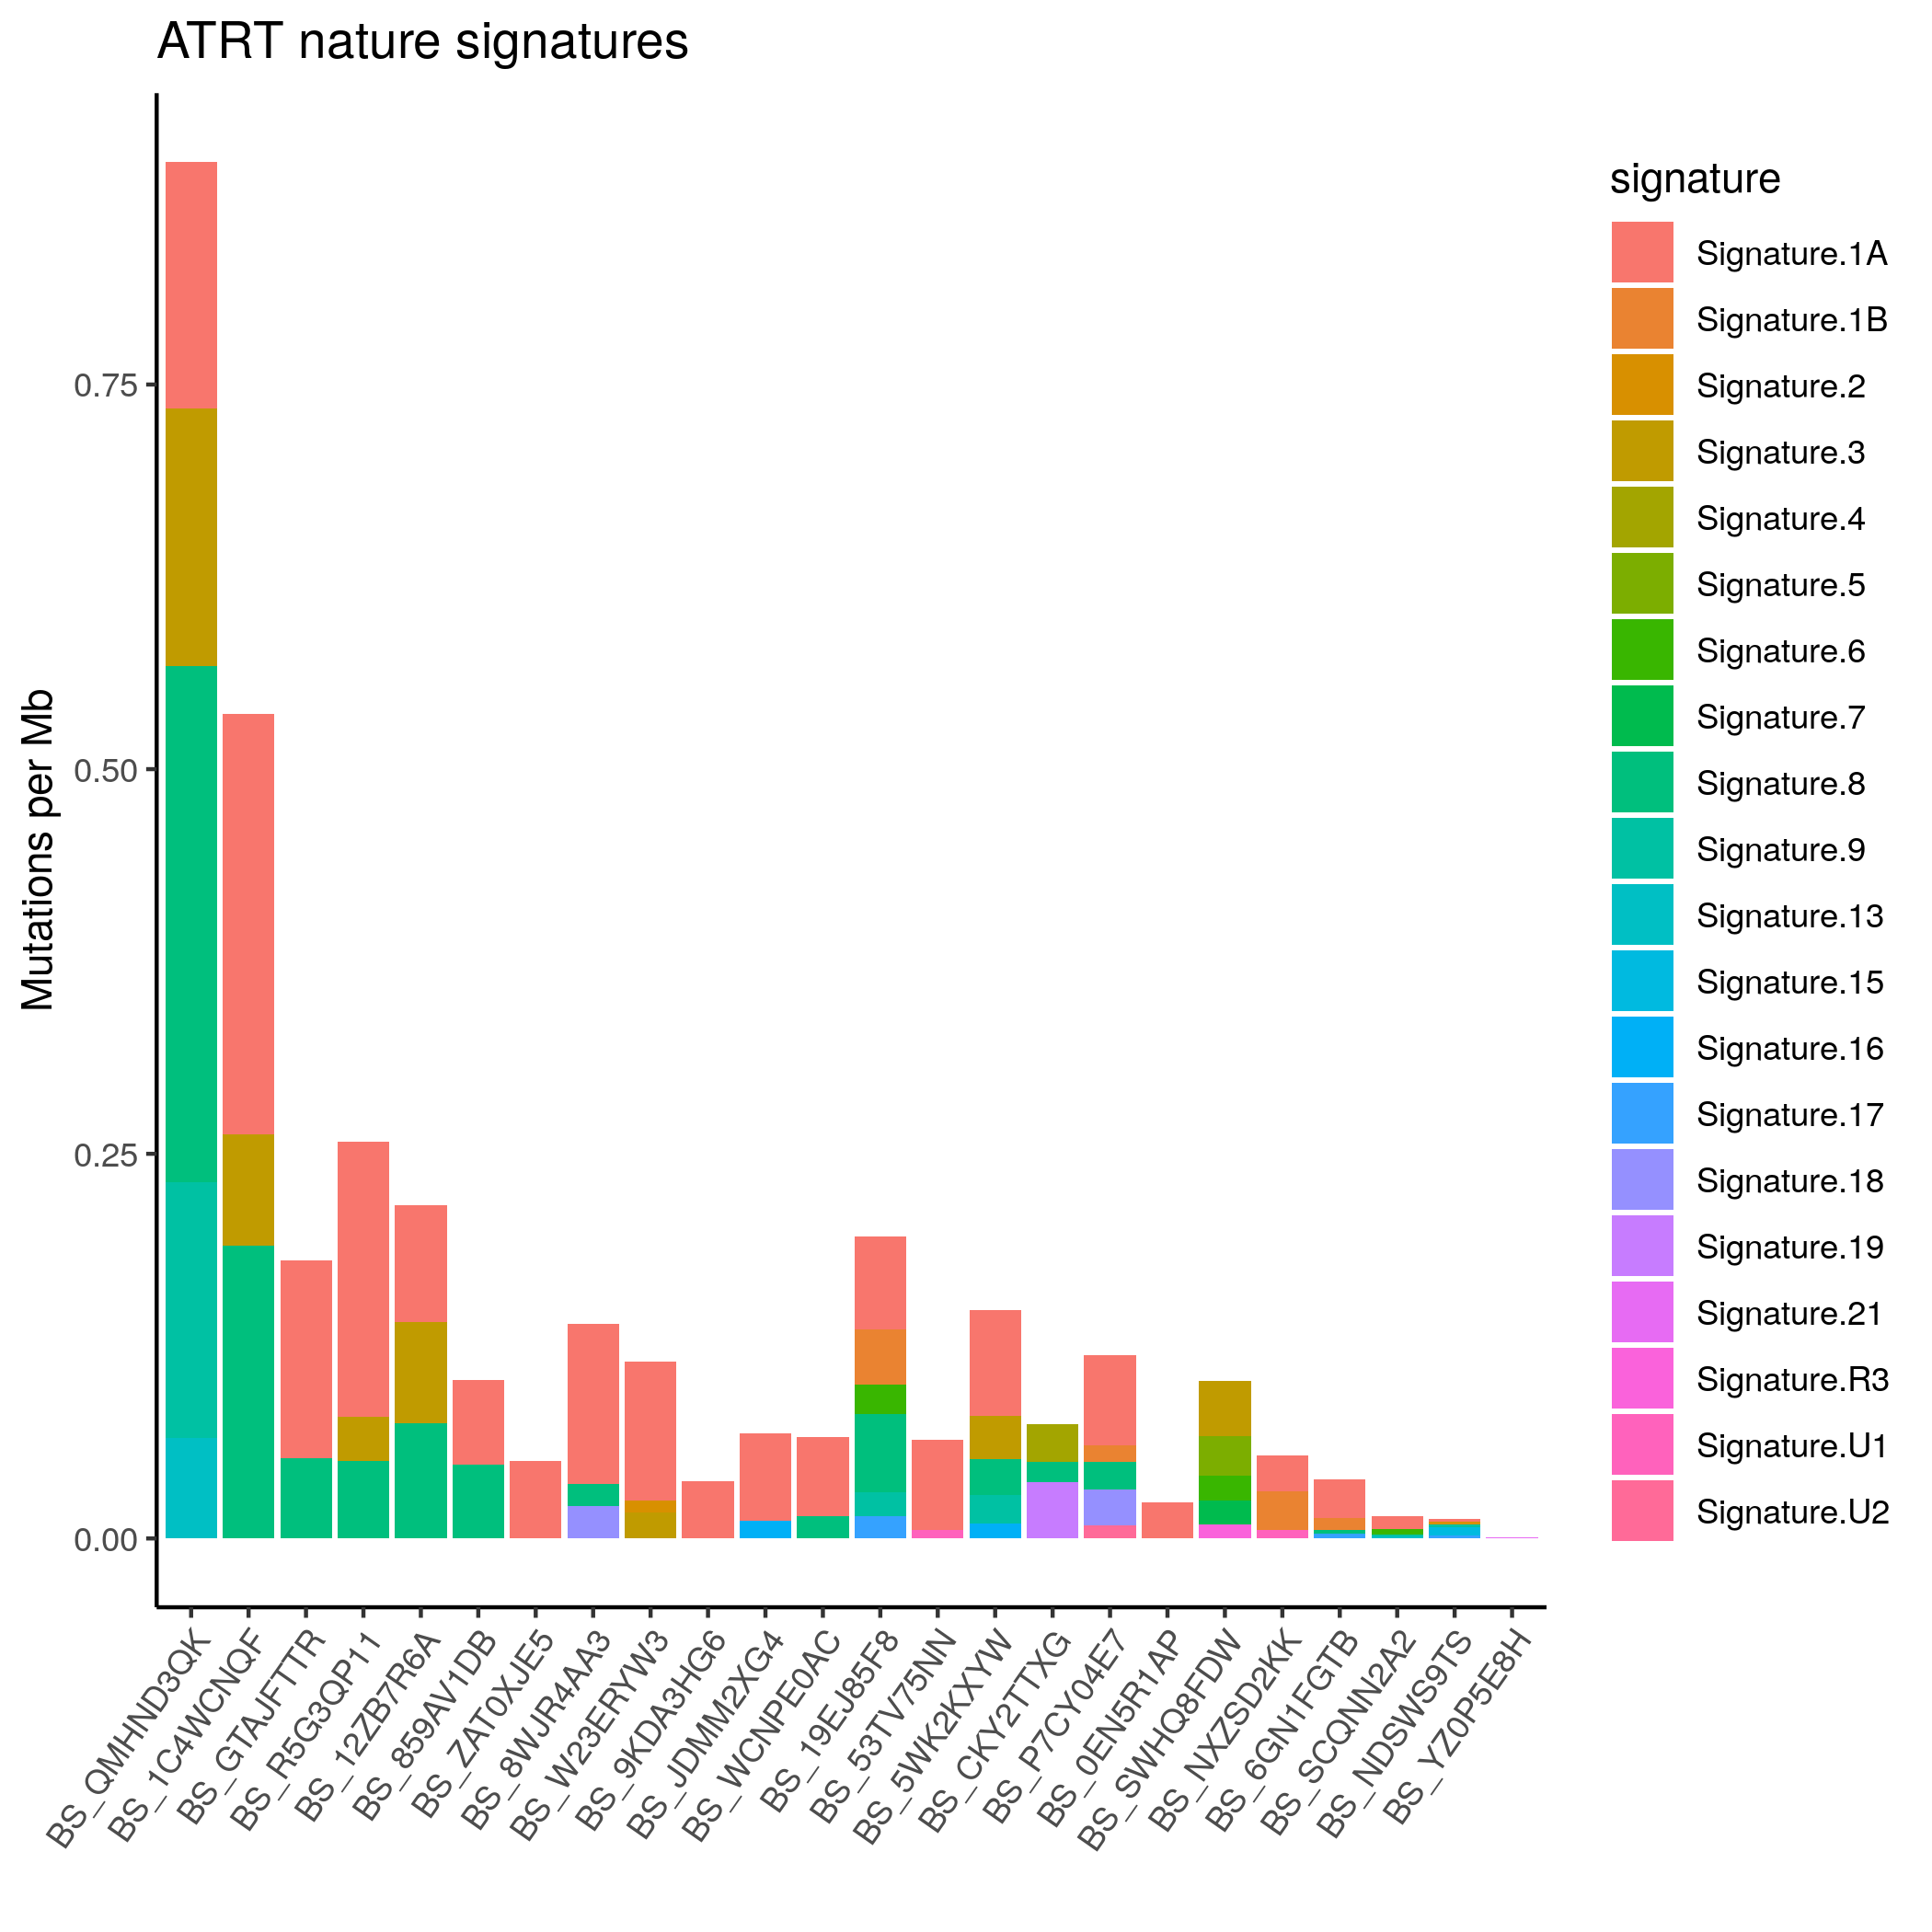 ATRT nature signatures
Mutations per Mb
0.75
0.50
0.25
0.00
BS_QMHND3QK
BS_1C4WCNQF
BS_GTAJFTTR
BS_R5G3QP11
BS_12ZB7R6A
BS_859AV1DB
BS_ZAT0XJE5
BS_8WJR4AA3
BS_W23ERYW3
BS_9KDA3HG6
BS_JDMM2XG4
BS_WCNPE0AC
BS_19EJ85F8
BS_53TV75NN
BS_5WK2KXYW
BS_CKY2TTXG
BS_P7CY04E7
BS_0EN5R1AP
BS_SWHQ8FDW
BS_NXZSD2KK
BS_6GN1FGTB
BS_SCQNN2A2
BS_NDSWS9TS
BS_YZ0P5E8H
signature
Signature.1A
Signature.1B
Signature.2
Signature.3
Signature.4
Signature.5
Signature.6
Signature.7
Signature.8
Signature.9
Signature.13
Signature.15
Signature.16
Signature.17
Signature.18
Signature.19
Signature.21
Signature.R3
Signature.U1
Signature.U2